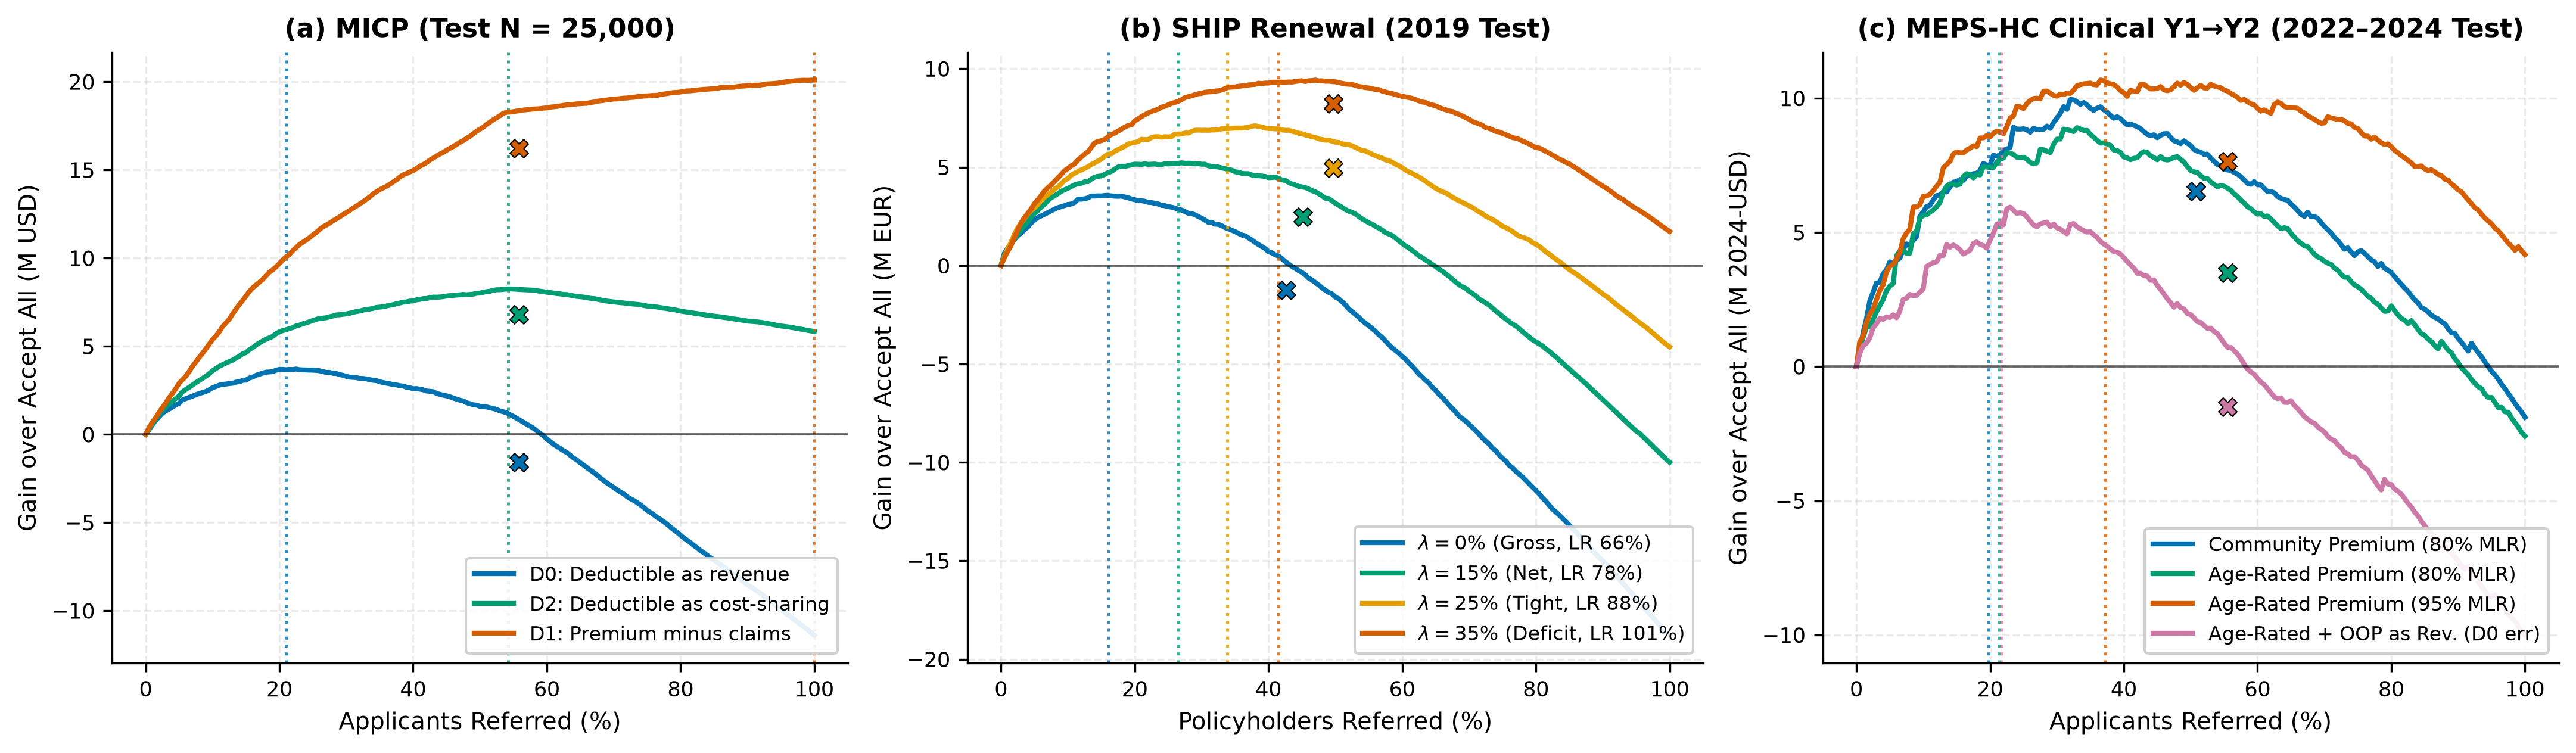 (a) MICP (Test N = 25,000)
Gain over Accept All (M USD)
20
15
10
5
0
−5
−10
0 20 40 60 80 100
Applicants Referred (%)
D0: Deductible as revenue
D2: Deductible as cost-sharing
D1: Premium minus claims
(b) SHIP Renewal (2019 Test)
Gain over Accept All (M EUR)
10
5
0
−5
−10
−15
−20
0 20 40 60 80 100
Policyholders Referred (%)
λ = 0% (Gross, LR 66%)
λ = 15% (Net, LR 78%)
λ = 25% (Tight, LR 88%)
λ = 35% (Deficit, LR 101%)
(c) MEPS-HC Clinical Y1→Y2 (2022–2024 Test)
Gain over Accept All (M 2024-USD)
10
5
0
−5
−10
0 20 40 60 80 100
Applicants Referred (%)
Community Premium (80% MLR)
Age-Rated Premium (80% MLR)
Age-Rated Premium (95% MLR)
Age-Rated + OOP as Rev. (D0 err)